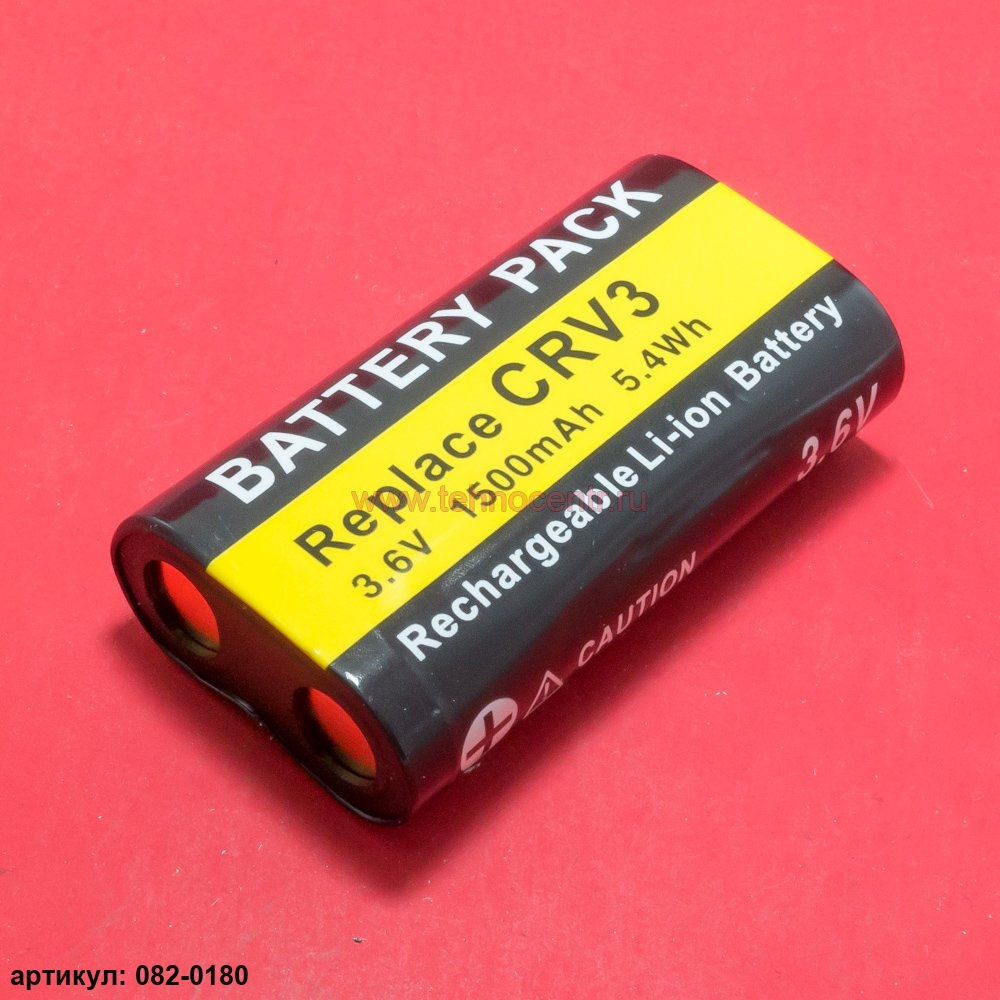 BATTERY PACK
Replace CRV3
3.6V 1500mAh 5.4Wh
Rechargeable Li-ion Battery
3.6V
CAUTION
www.tehnocentr.ru
артикул: 082-0180